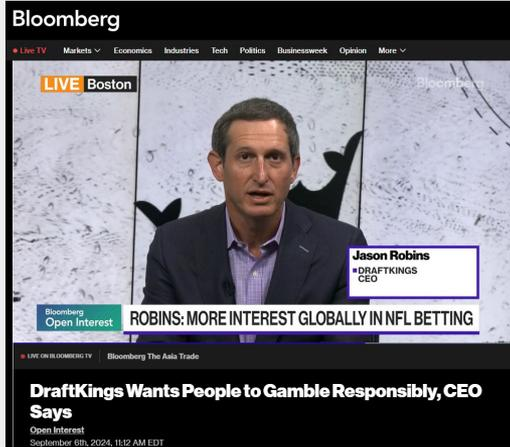 Bloomberg
Live TV Markets Economics Industries Tech Politics Businessweek Opinion More
LIVE Boston
Bloomberg
Jason Robins
DRAFTKINGS
CEO
Bloomberg
Open Interest
ROBINS: MORE INTEREST GLOBALLY IN NFL BETTING
LIVE ON BLOOMBERG TV Bloomberg The Asia Trade
DraftKings Wants People to Gamble Responsibly, CEO
Says
Open Interest
September 6th, 2024, 11:12 AM EDT